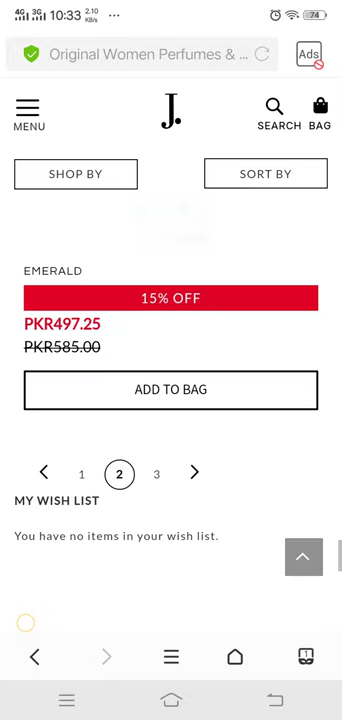 4G 3G 10:33 2.10 KB/s ... 74
Original Women Perfumes & ... Ads
J.
MENU SEARCH BAG
SHOP BY SORT BY
EMERALD
15% OFF
PKR497.25
PKR585.00
ADD TO BAG
1 2 3
MY WISH LIST
You have no items in your wish list.
1